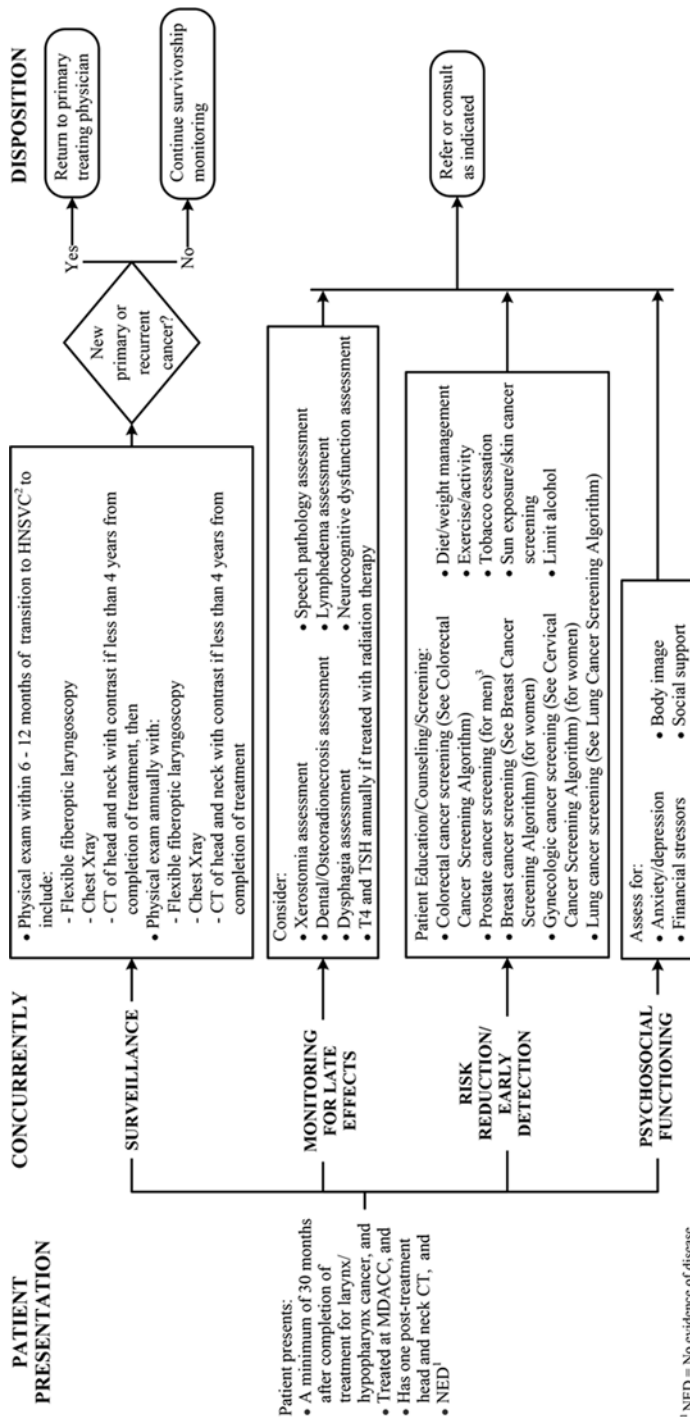 PATIENT
PRESENTATION
CONCURRENTLY
DISPOSITION
Patient presents:
• A minimum of 30 months
after completion of
treatment for larynx/
hypopharynx cancer, and
• Treated at MDACC, and
• Has one post-treatment
head and neck CT, and
• NED¹
SURVEILLANCE
• Physical exam within 6 - 12 months of transition to HNSVC² to
include:
- Flexible fiberoptic laryngoscopy
- Chest Xray
- CT of head and neck with contrast if less than 4 years from
completion of treatment, then
• Physical exam annually with:
- Flexible fiberoptic laryngoscopy
- Chest Xray
- CT of head and neck with contrast if less than 4 years from
completion of treatment
New
primary or
recurrent
cancer?
Yes
Return to primary
treating physician
No
Continue survivorship
monitoring
MONITORING
FOR LATE
EFFECTS
Consider:
• Xerostomia assessment
• Dental/Osteoradionecrosis assessment
• Dysphagia assessment
• T4 and TSH annually if treated with radiation therapy
• Speech pathology assessment
• Lymphedema assessment
• Neurocognitive dysfunction assessment
RISK
REDUCTION/
EARLY
DETECTION
Patient Education/Counseling/Screening:
• Colorectal cancer screening (See Colorectal
Cancer Screening Algorithm)
• Prostate cancer screening (for men)³
• Breast cancer screening (See Breast Cancer
Screening Algorithm) (for women)
• Gynecologic cancer screening (See Cervical
Cancer Screening Algorithm) (for women)
• Lung cancer screening (See Lung Cancer Screening Algorithm)
• Diet/weight management
• Exercise/activity
• Tobacco cessation
• Sun exposure/skin cancer
screening
• Limit alcohol
Refer or consult
as indicated
PSYCHOSOCIAL
FUNCTIONING
Assess for:
• Anxiety/depression
• Financial stressors
• Body image
• Social support
¹ NED = No evidence of disease